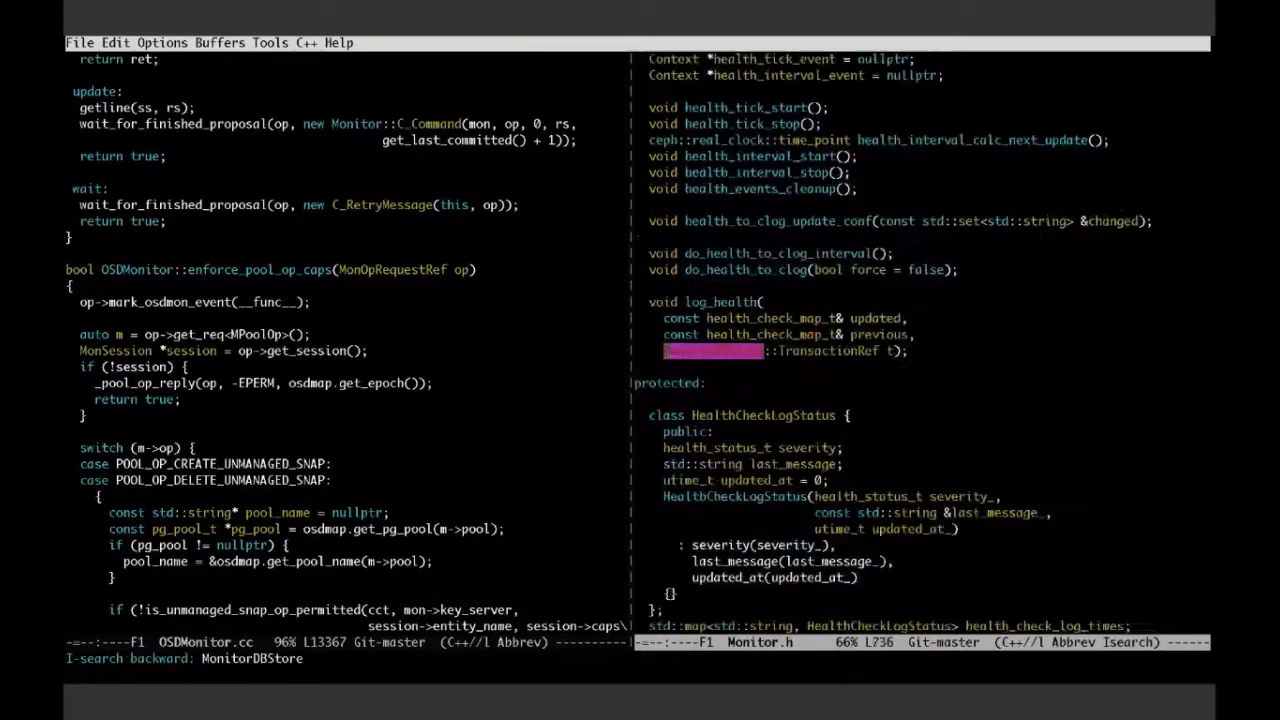 File Edit Options Buffers Tools C++ Help
return ret;
update:
getline(ss, rs);
wait_for_finished_proposal(op, new Monitor::C_Command(mon, op, 0, rs,
get_last_committed() + 1));
return true;
wait:
wait_for_finished_proposal(op, new C_RetryMessage(this, op));
return true;
}
bool OSDMonitor::enforce_pool_op_caps(MonOpRequestRef op)
{
op->mark_osdmon_event(__func__);
auto m = op->get_req<MPoolOp>();
MonSession *session = op->get_session();
if (!session) {
_pool_op_reply(op, -EPERM, osdmap.get_epoch());
return true;
}
switch (m->op) {
case POOL_OP_CREATE_UNMANAGED_SNAP:
case POOL_OP_DELETE_UNMANAGED_SNAP:
{
const std::string* pool_name = nullptr;
const pg_pool_t *pg_pool = osdmap.get_pg_pool(m->pool);
if (pg_pool != nullptr) {
pool_name = &osdmap.get_pool_name(m->pool);
}
if (!is_unmanaged_snap_op_permitted(cct, mon->key_server,
session->entity_name, session->caps\
-=--:----F1 OSDMonitor.cc 96% L13367 Git-master (C++//l Abbrev) ----------
Context *health_tick_event = nullptr;
Context *health_interval_event = nullptr;
void health_tick_start();
void health_tick_stop();
ceph::real_clock::time_point health_interval_calc_next_update();
void health_interval_start();
void health_interval_stop();
void health_events_cleanup();
void health_to_clog_update_conf(const std::set<std::string> &changed);
void do_health_to_clog_interval();
void do_health_to_clog(bool force = false);
void log_health(
const health_check_map_t& updated,
const health_check_map_t& previous,
::TransactionRef t);
protected:
class HealthCheckLogStatus {
public:
health_status_t severity;
std::string last_message;
utime_t updated_at = 0;
HealthCheckLogStatus(health_status_t severity_,
const std::string &last_message_,
utime_t updated_at_)
: severity(severity_),
last_message(last_message_),
updated_at(updated_at_)
{}
};
std::map<std::string, HealthCheckLogStatus> health_check_log_times;
-=--:----F1 Monitor.h 66% L736 Git-master (C++//l Abbrev Isearch) ------
I-search backward: MonitorDBStore